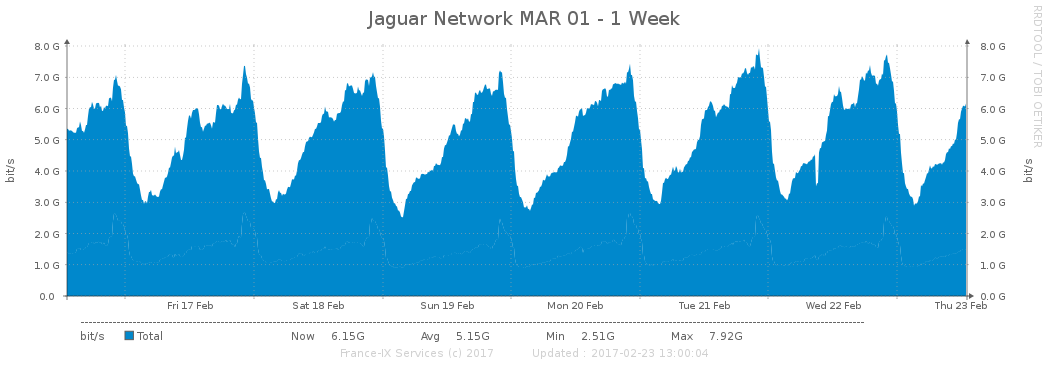 Jaguar Network MAR 01 - 1 Week
RRDTOOL / TOBI OETIKER
bit/s
8.0 G 8.0 G
7.0 G 7.0 G
6.0 G 6.0 G
5.0 G 5.0 G
4.0 G 4.0 G
3.0 G 3.0 G
2.0 G 2.0 G
1.0 G 1.0 G
0.0 0.0 G
bit/s
Fri 17 Feb Sat 18 Feb Sun 19 Feb Mon 20 Feb Tue 21 Feb Wed 22 Feb Thu 23 Feb
bit/s Total Now 6.15G Avg 5.15G Min 2.51G Max 7.92G
France-IX Services (c) 2017 Updated : 2017-02-23 13:00:04